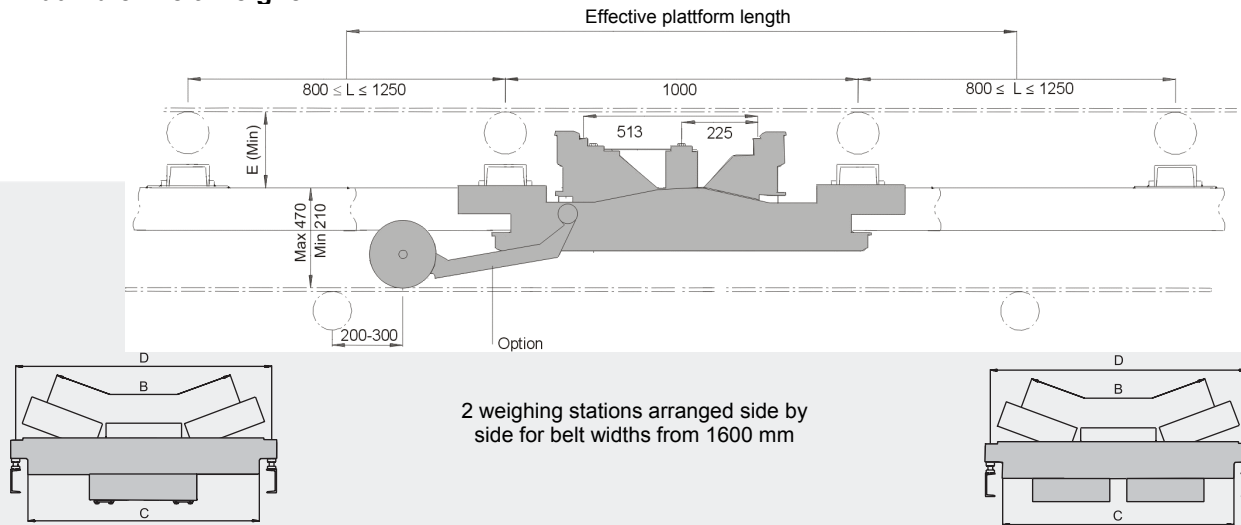 Effective plattform length
800 ≤ L ≤ 1250
1000
800 ≤ L ≤ 1250
513
225
E (Min)
Max 470
Min 210
200-300
Option
D
B
C
2 weighing stations arranged side by
side for belt widths from 1600 mm
D
B
C